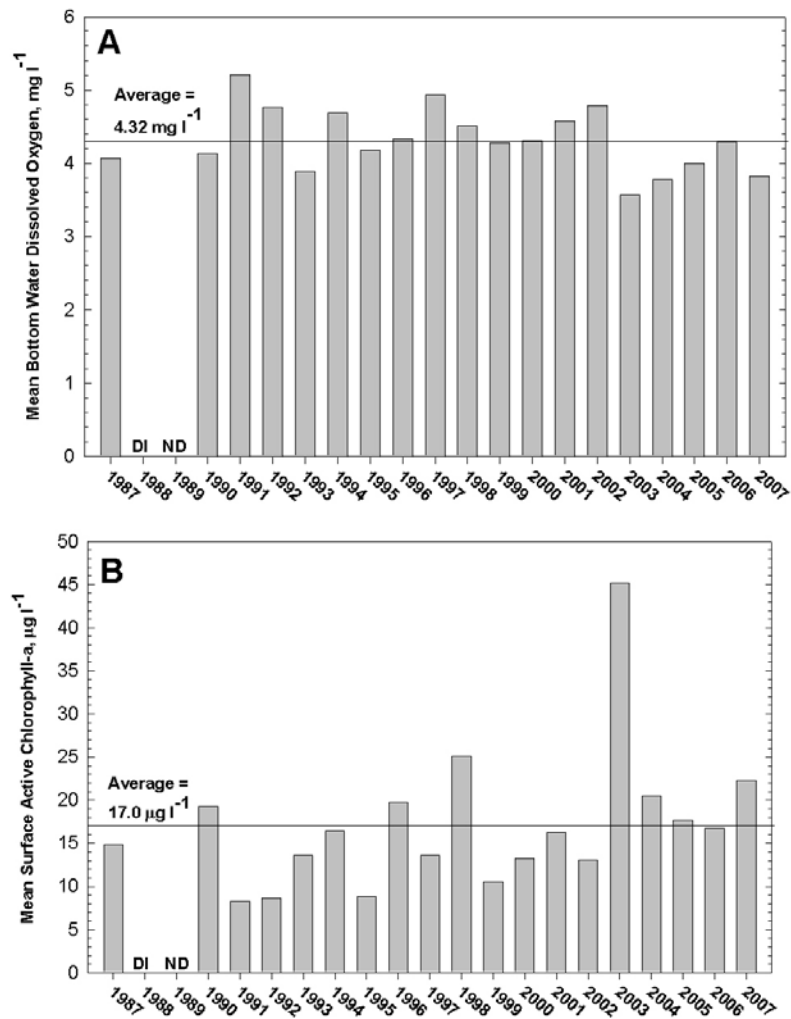 A
Mean Bottom Water Dissolved Oxygen, mg l-1
6
5
4
3
2
1
0
Average =
4.32 mg l-1
DI ND
1987 1988 1989 1990 1991 1992 1993 1994 1995 1996 1997 1998 1999 2000 2001 2002 2003 2004 2005 2006 2007
B
Mean Surface Active Chlorophyll-a, µg l-1
50
45
40
35
30
25
20
15
10
5
0
Average =
17.0 µg l-1
DI ND
1987 1988 1989 1990 1991 1992 1993 1994 1995 1996 1997 1998 1999 2000 2001 2002 2003 2004 2005 2006 2007